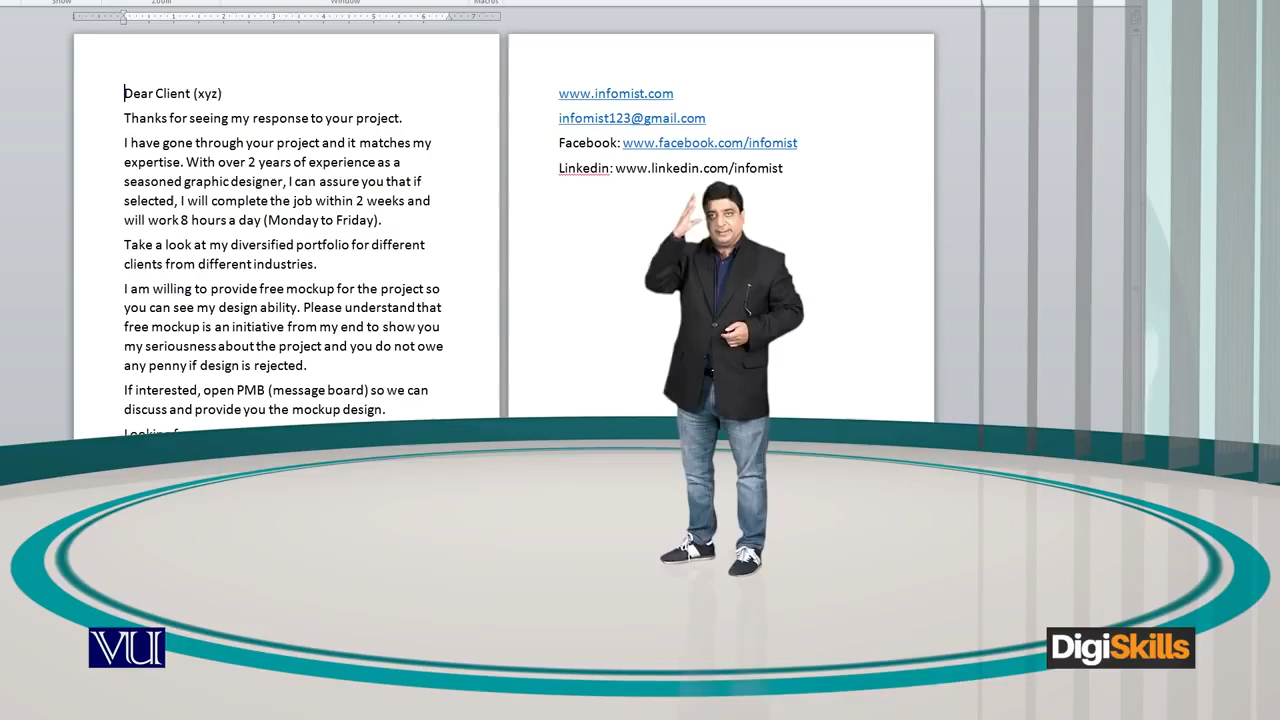 Show
Zoom
Window
Macros
Dear Client (xyz)
Thanks for seeing my response to your project.
I have gone through your project and it matches my
expertise. With over 2 years of experience as a
seasoned graphic designer, I can assure you that if
selected, I will complete the job within 2 weeks and
will work 8 hours a day (Monday to Friday).
Take a look at my diversified portfolio for different
clients from different industries.
I am willing to provide free mockup for the project so
you can see my design ability. Please understand that
free mockup is an initiative from my end to show you
my seriousness about the project and you do not owe
any penny if design is rejected.
If interested, open PMB (message board) so we can
discuss and provide you the mockup design.
www.infomist.com
infomist123@gmail.com
Facebook: www.facebook.com/infomist
Linkedin: www.linkedin.com/infomist
VU
DigiSkills